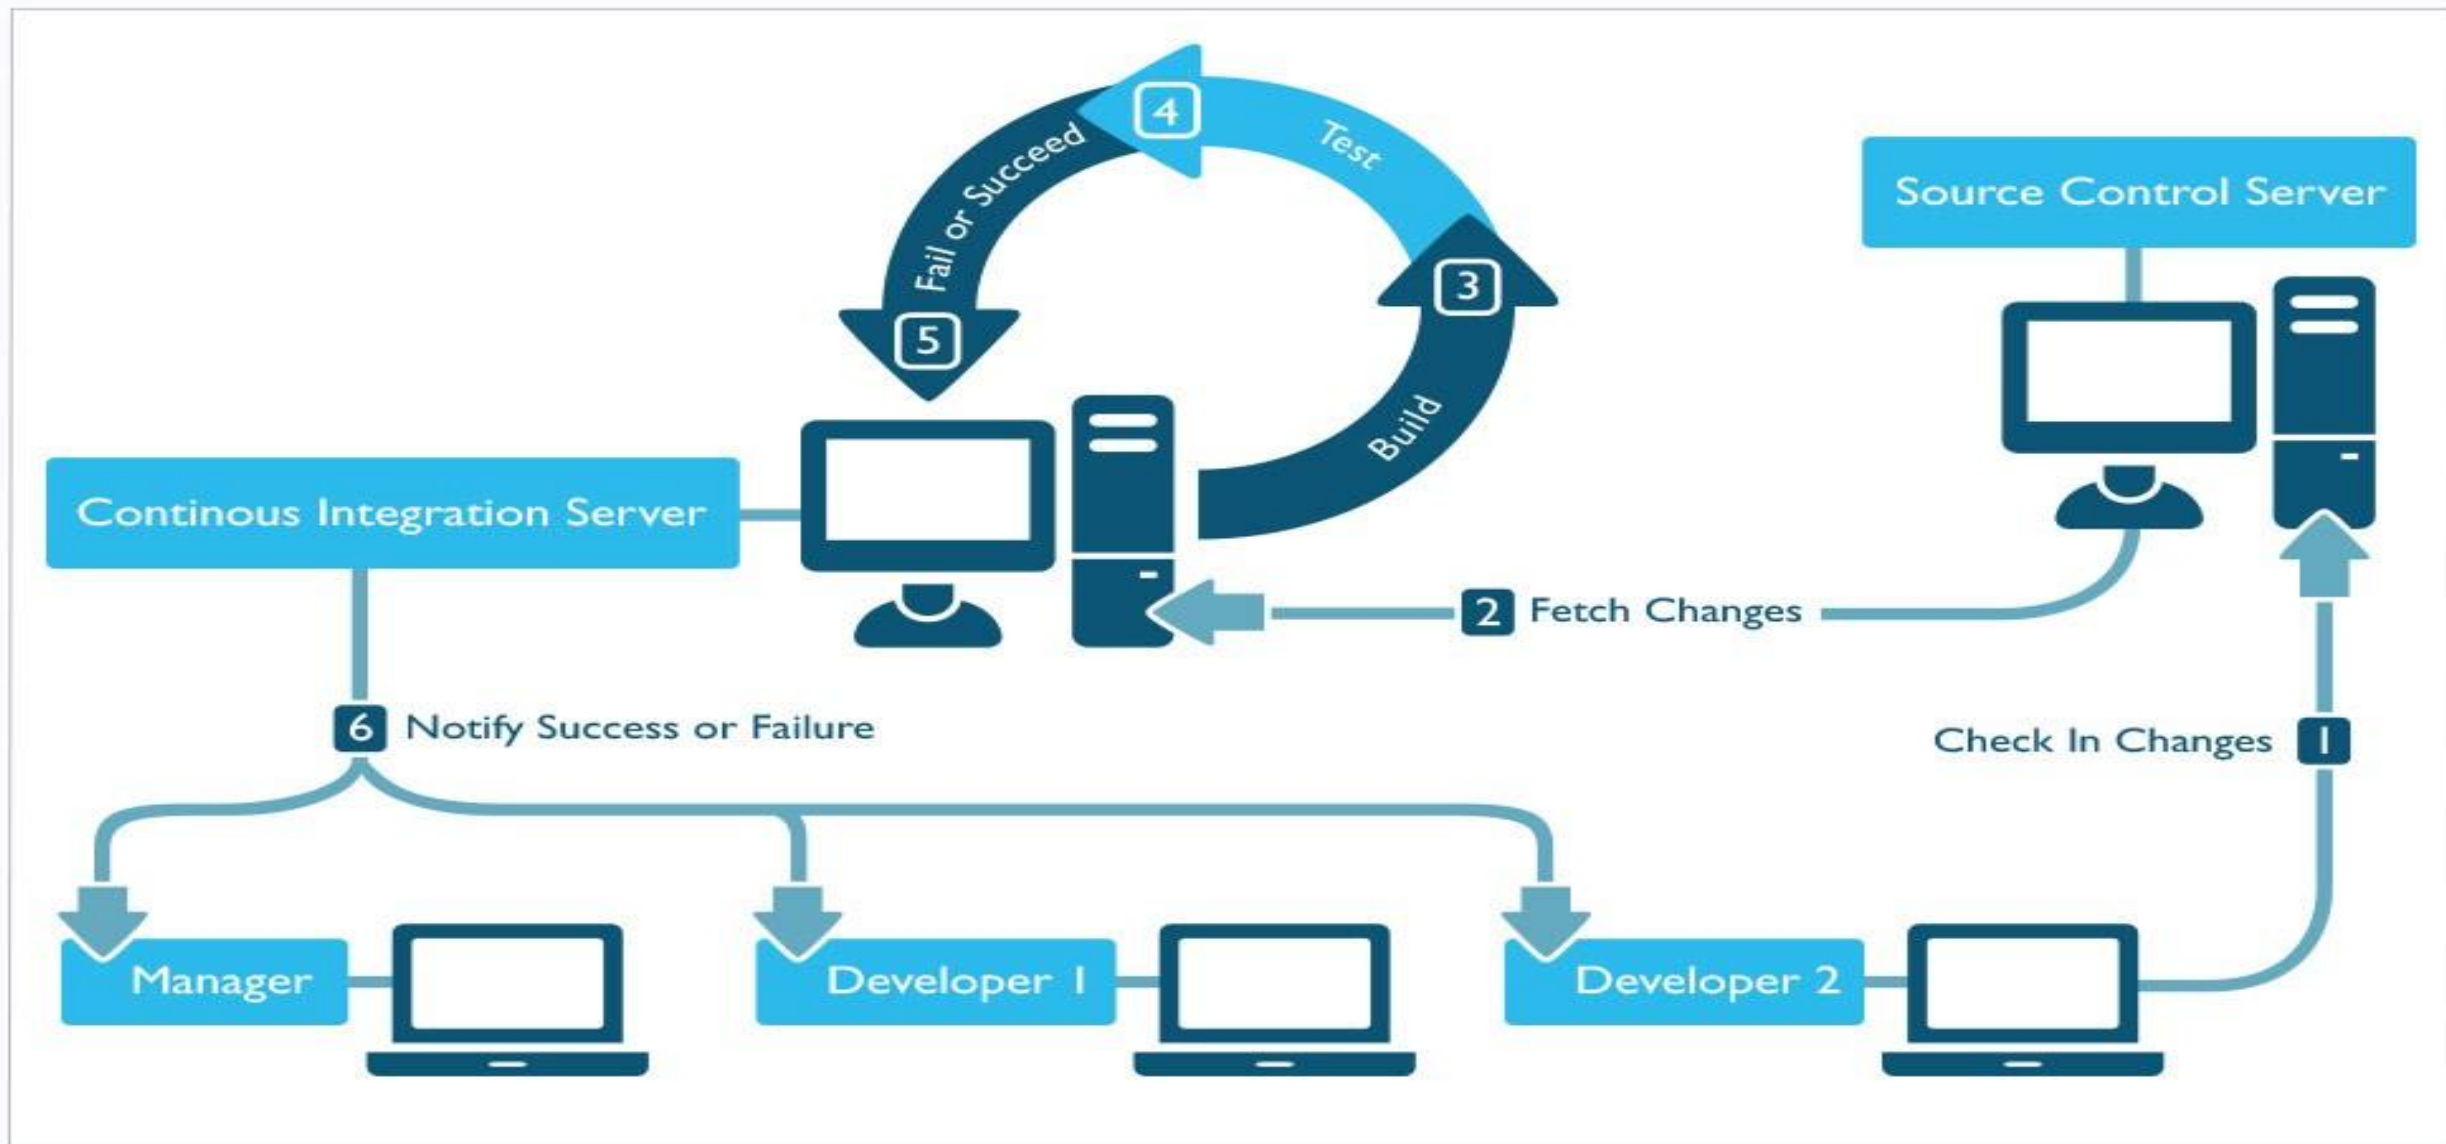 4
Test
Fail or Succeed
Source Control Server
3
5
Build
Continous Integration Server
2 Fetch Changes
6 Notify Success or Failure
Check In Changes 1
Manager
Developer 1
Developer 2